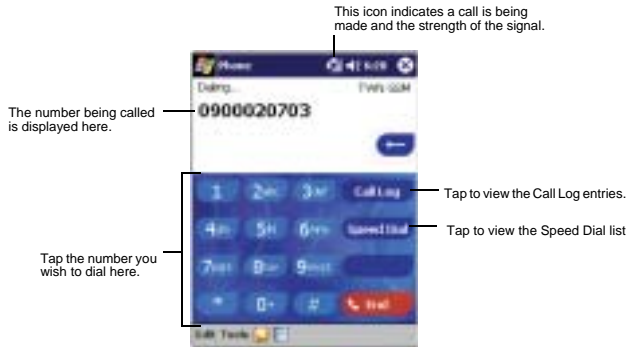 This icon indicates a call is being
made and the strength of the signal.
Phone
6:28
Dialing...
TWN GSM
The number being called
is displayed here.
0900020703
1 2 3 Call Log
Tap to view the Call Log entries.
4 5 6 Speed Dial
Tap to view the Speed Dial list
Tap the number you
wish to dial here.
7 8 9
* 0+ # Dial
Edit Tools